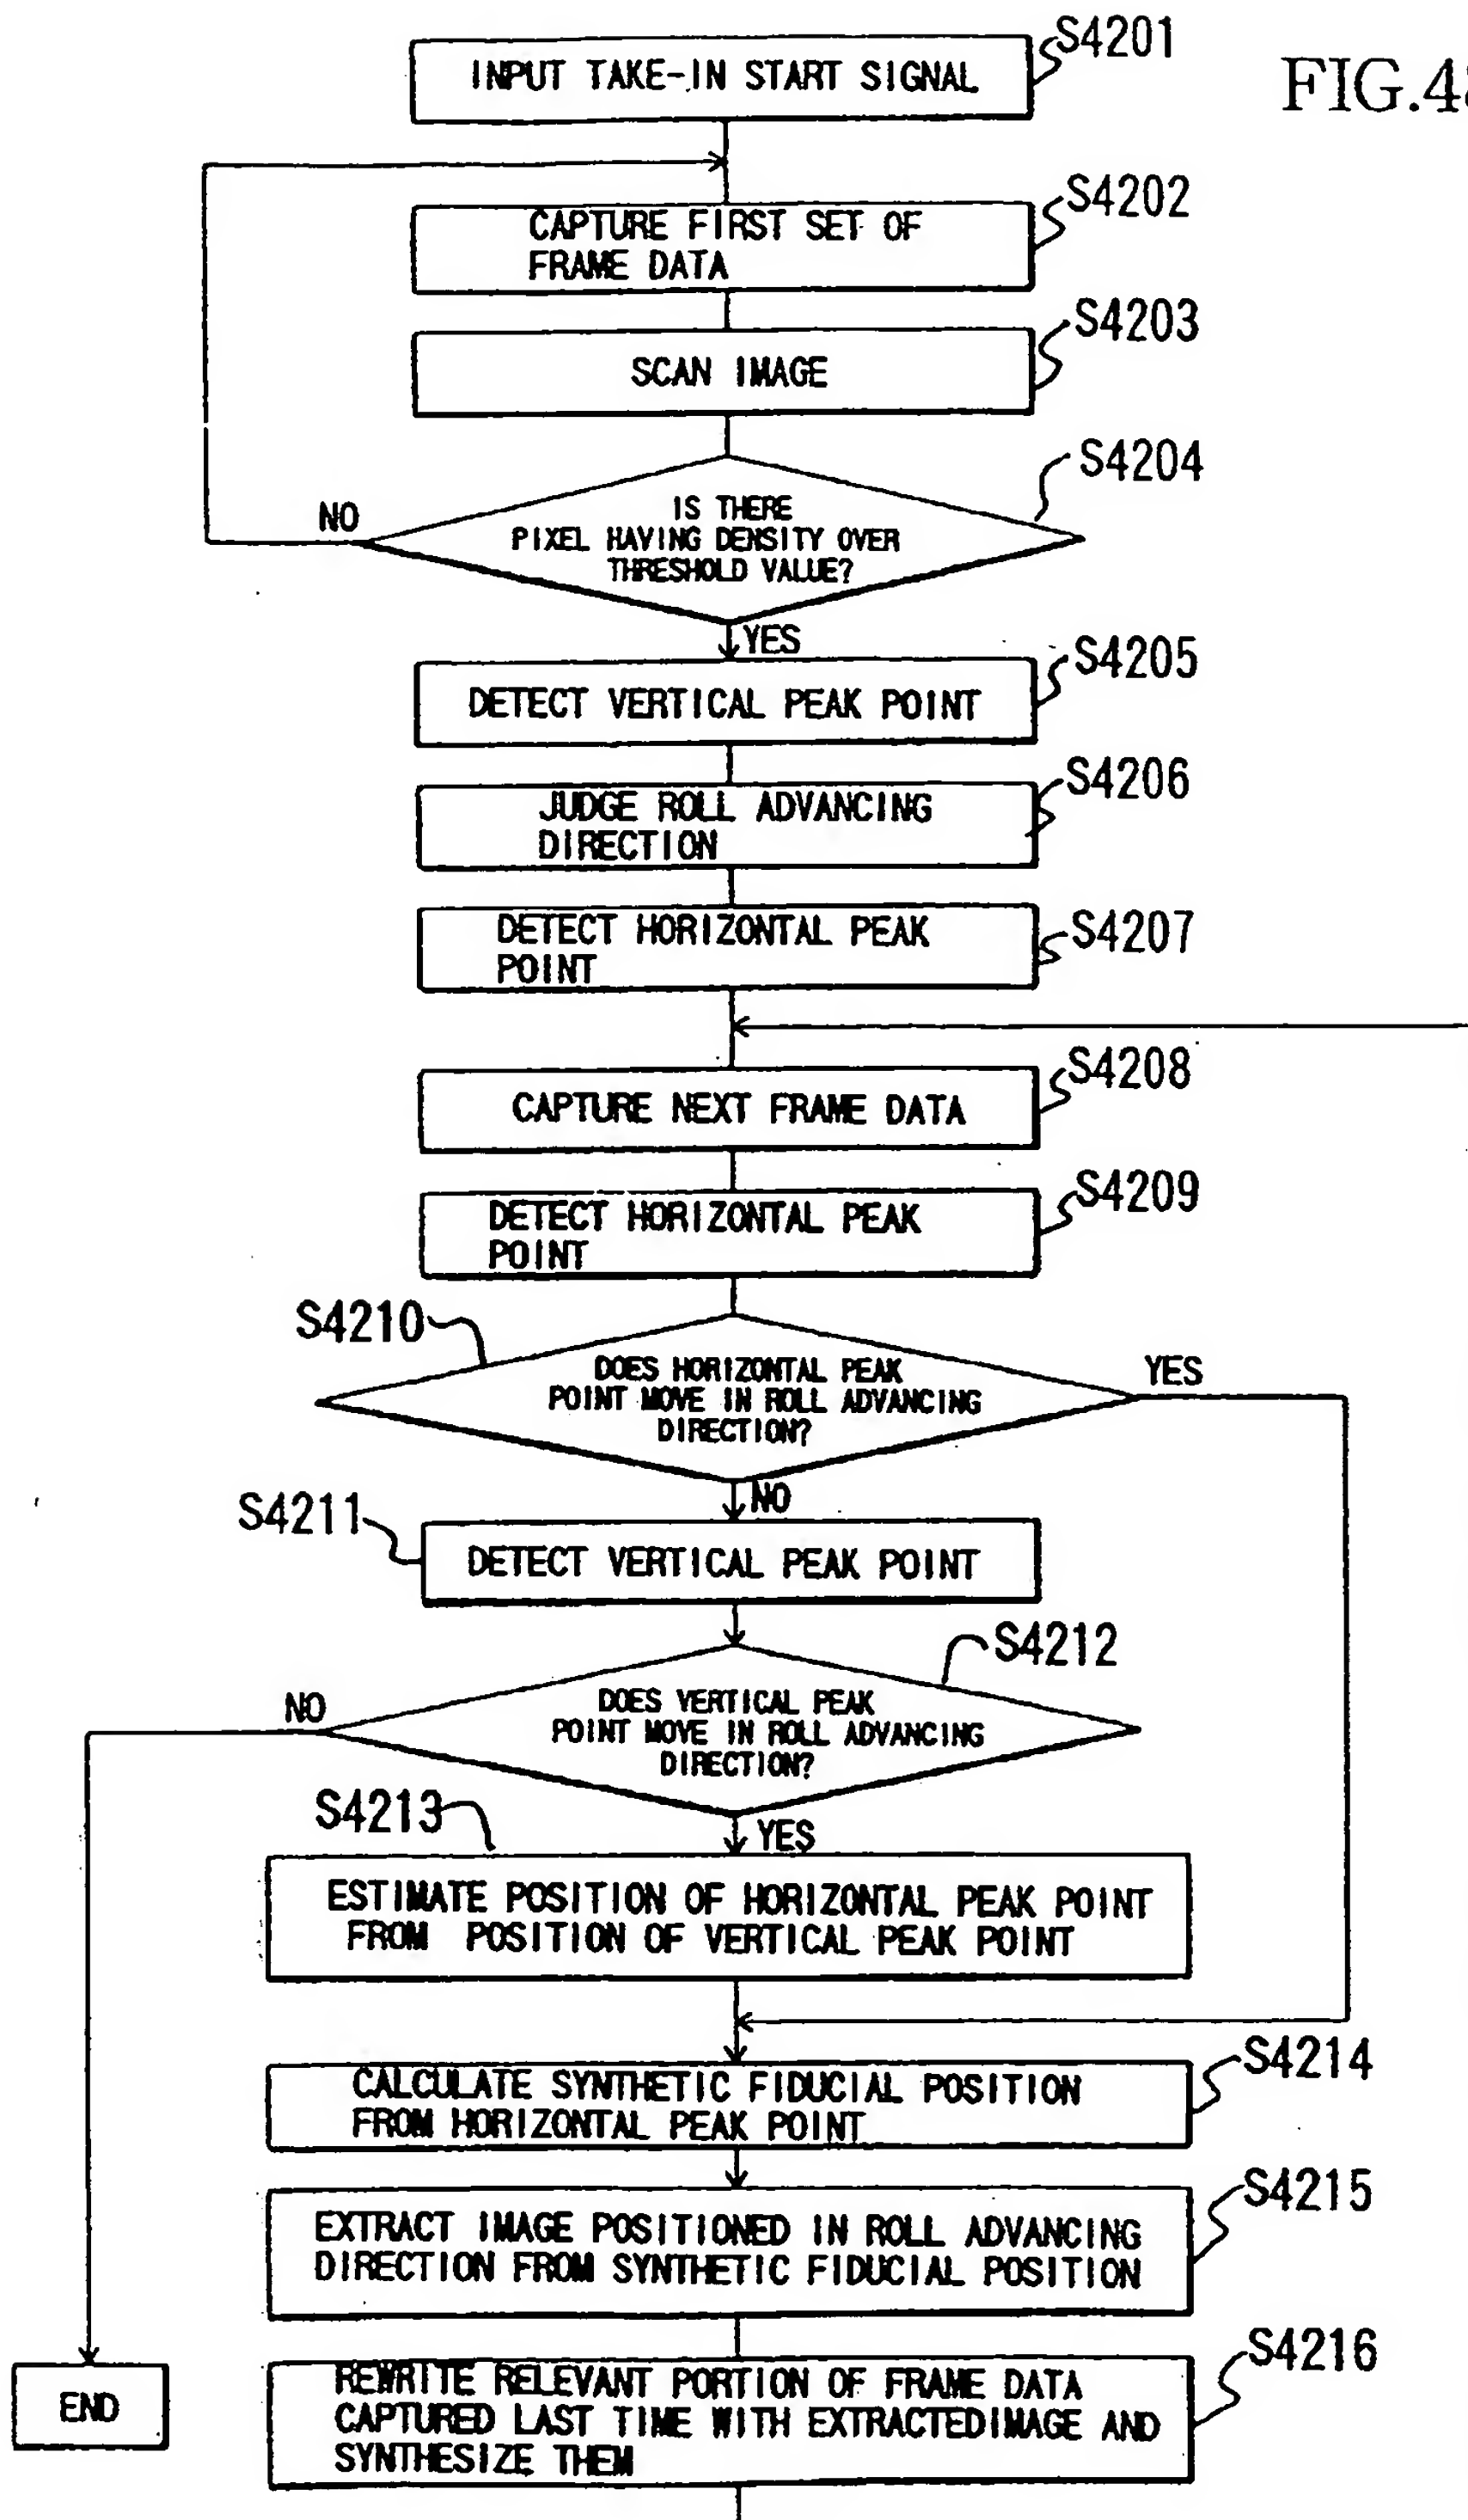 S4201
INPUT TAKE-IN START SIGNAL
FIG.4
S4202
CAPTURE FIRST SET OF
FRAME DATA
S4203
SCAN IMAGE
S4204
NO
IS THERE
PIXEL HAVING DENSITY OVER
THRESHOLD VALUE?
YES
S4205
DETECT VERTICAL PEAK POINT
S4206
JUDGE ROLL ADVANCING
DIRECTION
S4207
DETECT HORIZONTAL PEAK
POINT
S4208
CAPTURE NEXT FRAME DATA
S4209
DETECT HORIZONTAL PEAK
POINT
S4210
DOES HORIZONTAL PEAK
POINT MOVE IN ROLL ADVANCING
DIRECTION?
YES
NO
S4211
DETECT VERTICAL PEAK POINT
S4212
NO
DOES VERTICAL PEAK
POINT MOVE IN ROLL ADVANCING
DIRECTION?
S4213
YES
ESTIMATE POSITION OF HORIZONTAL PEAK POINT
FROM POSITION OF VERTICAL PEAK POINT
S4214
CALCULATE SYNTHETIC FIDUCIAL POSITION
FROM HORIZONTAL PEAK POINT
S4215
EXTRACT IMAGE POSITIONED IN ROLL ADVANCING
DIRECTION FROM SYNTHETIC FIDUCIAL POSITION
S4216
REWRITE RELEVANT PORTION OF FRAME DATA
CAPTURED LAST TIME WITH EXTRACTEDIMAGE AND
SYNTHESIZE THEM
END